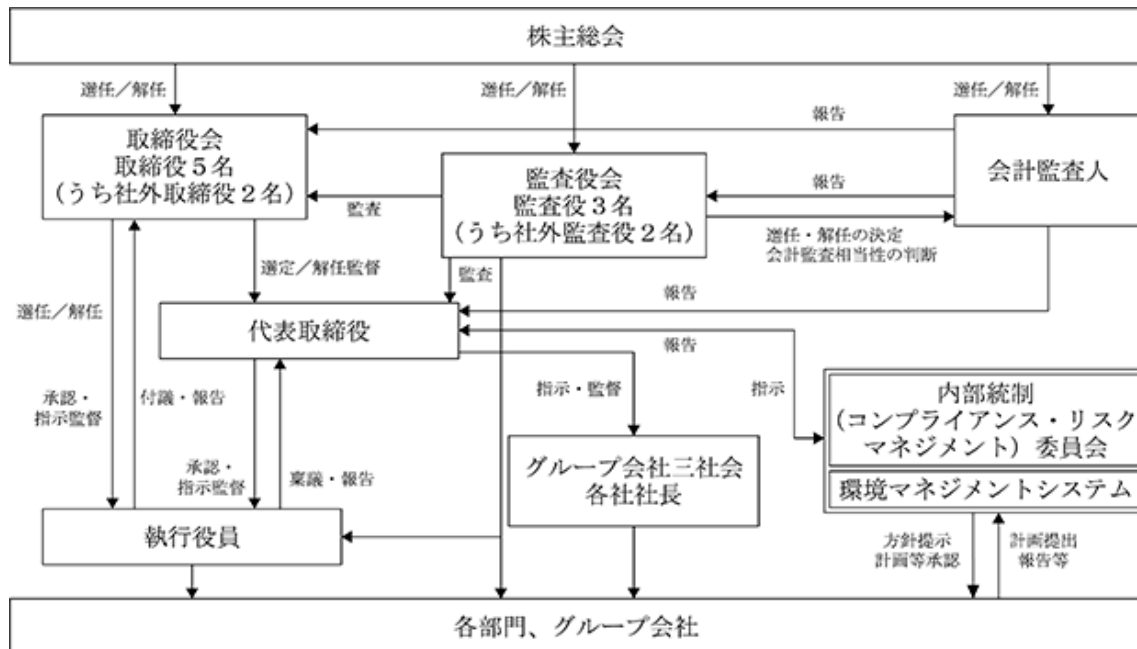 株主総会
選任／解任
選任／解任
選任／解任
報告
取締役会
取締役５名
（うち社外取締役２名）
監査役会
監査役３名
（うち社外監査役２名）
会計監査人
監査
報告
選任・解任の決定
会計監査相当性の判断
選定／解任監督
監査
選任／解任
報告
代表取締役
報告
指示・監督
指示
承認・
指示監督
付議・報告
内部統制
（コンプライアンス・リスク
マネジメント）委員会
環境マネジメントシステム
承認・
指示監督
稟議・報告
グループ会社三社会
各社社長
執行役員
方針提示
計画等承認
計画提出
報告等
各部門、グループ会社